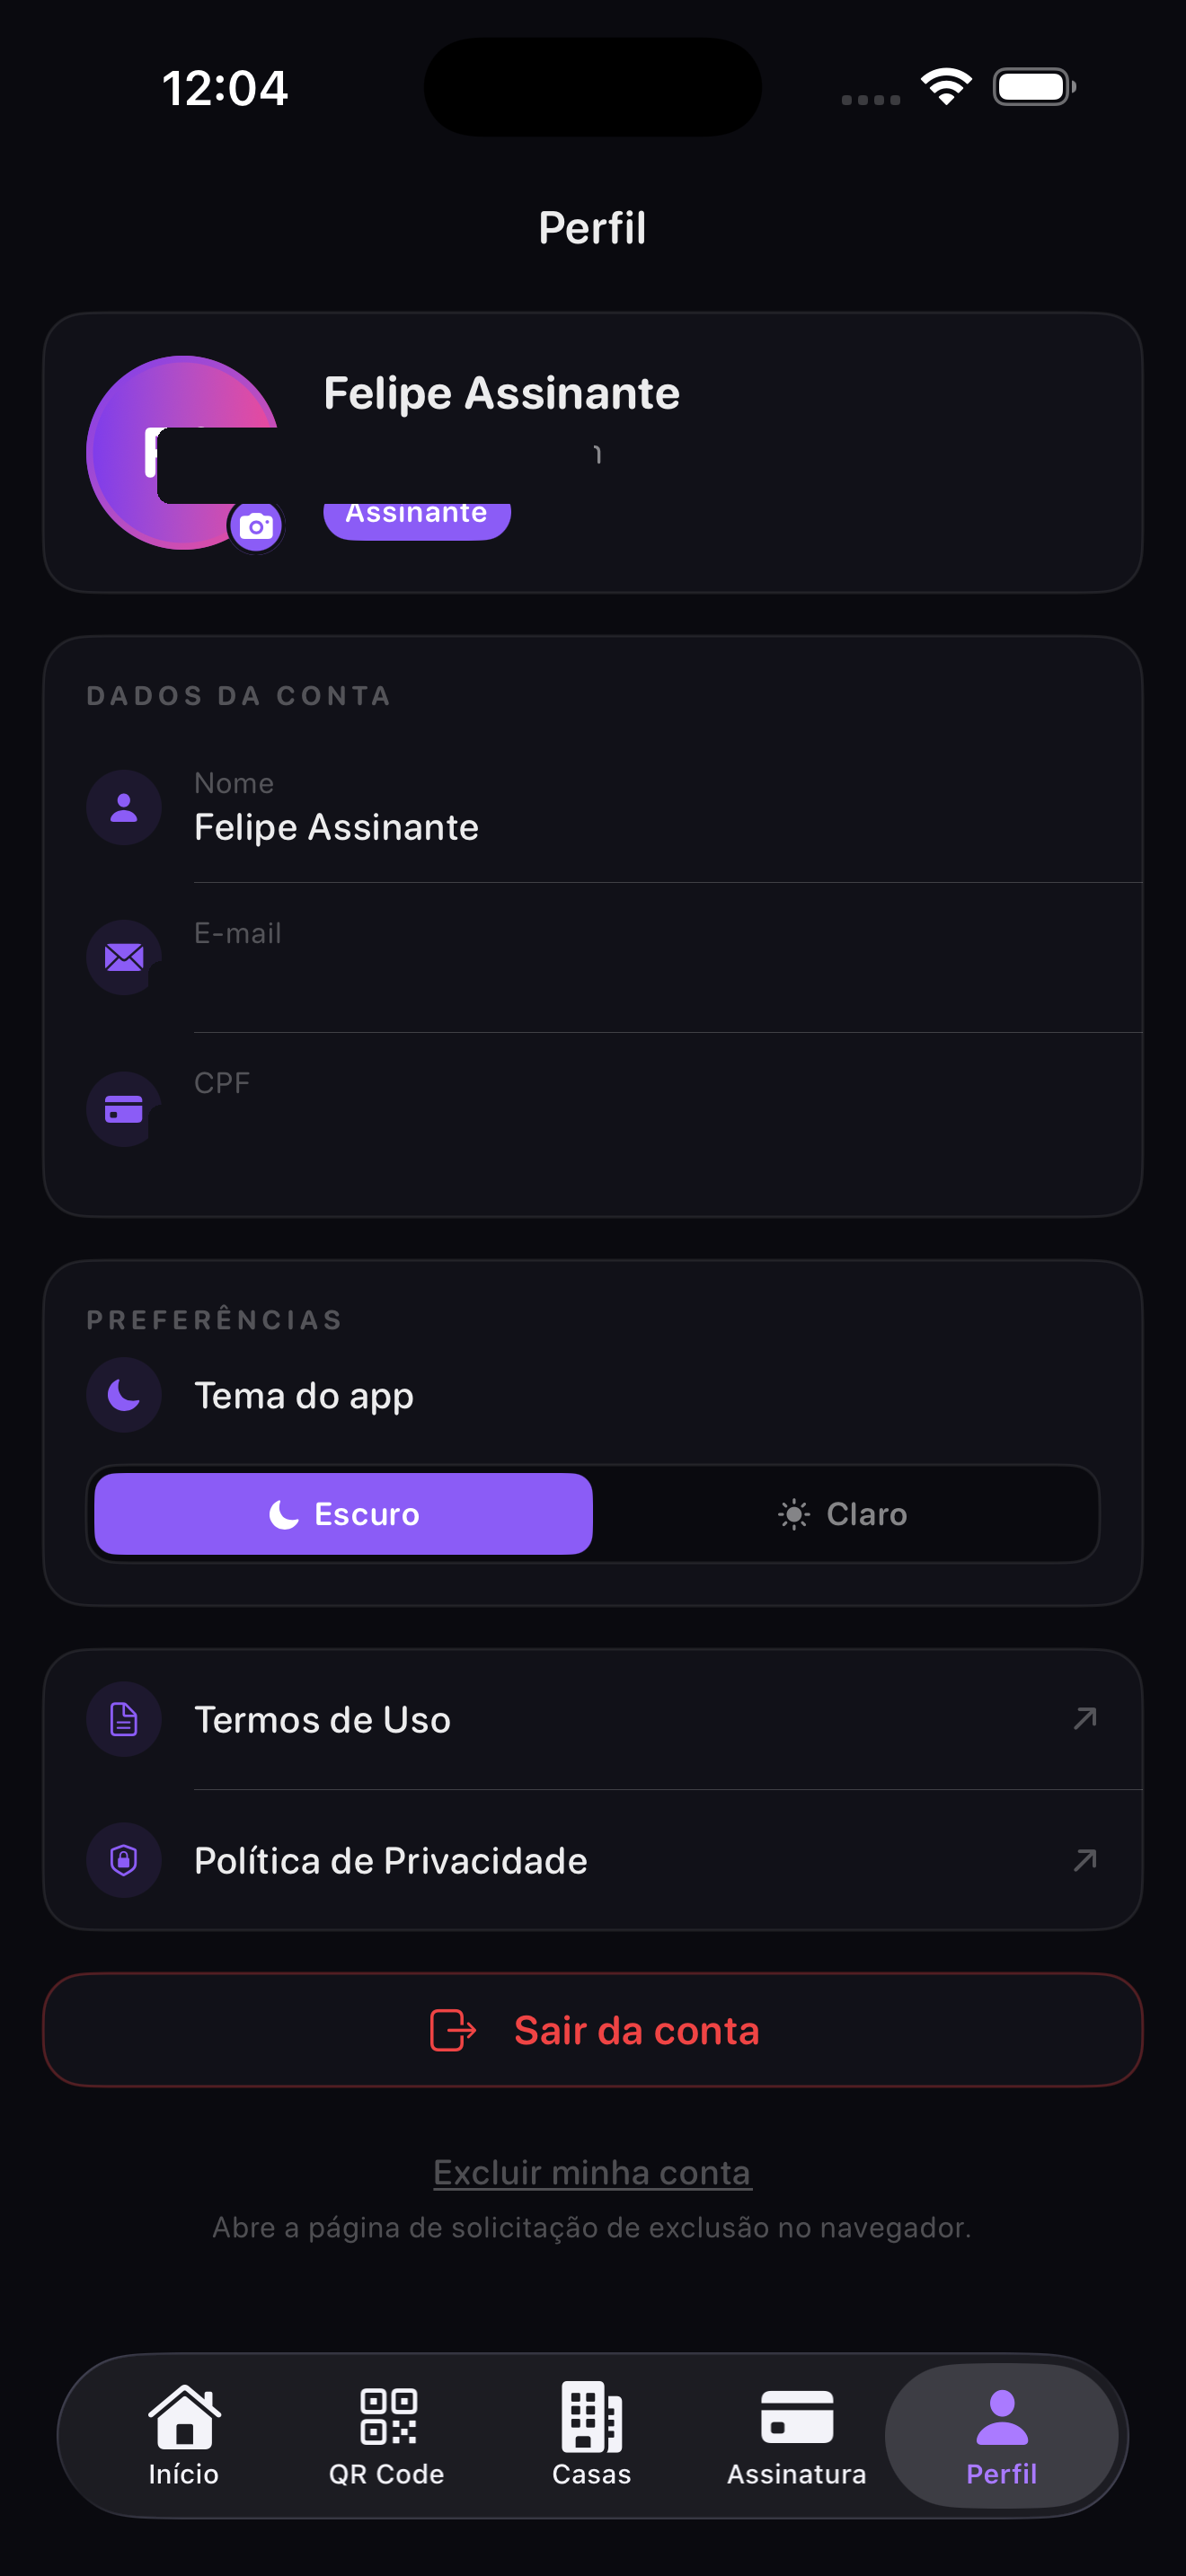 12:04
Perfil
Felipe Assinante
Assinante
DADOS DA CONTA
Nome
Felipe Assinante
E-mail
CPF
PREFERÊNCIAS
Tema do app
Escuro
Claro
Termos de Uso
Política de Privacidade
Sair da conta
Excluir minha conta
Abre a página de solicitação de exclusão no navegador.
Início
QR Code
Casas
Assinatura
Perfil